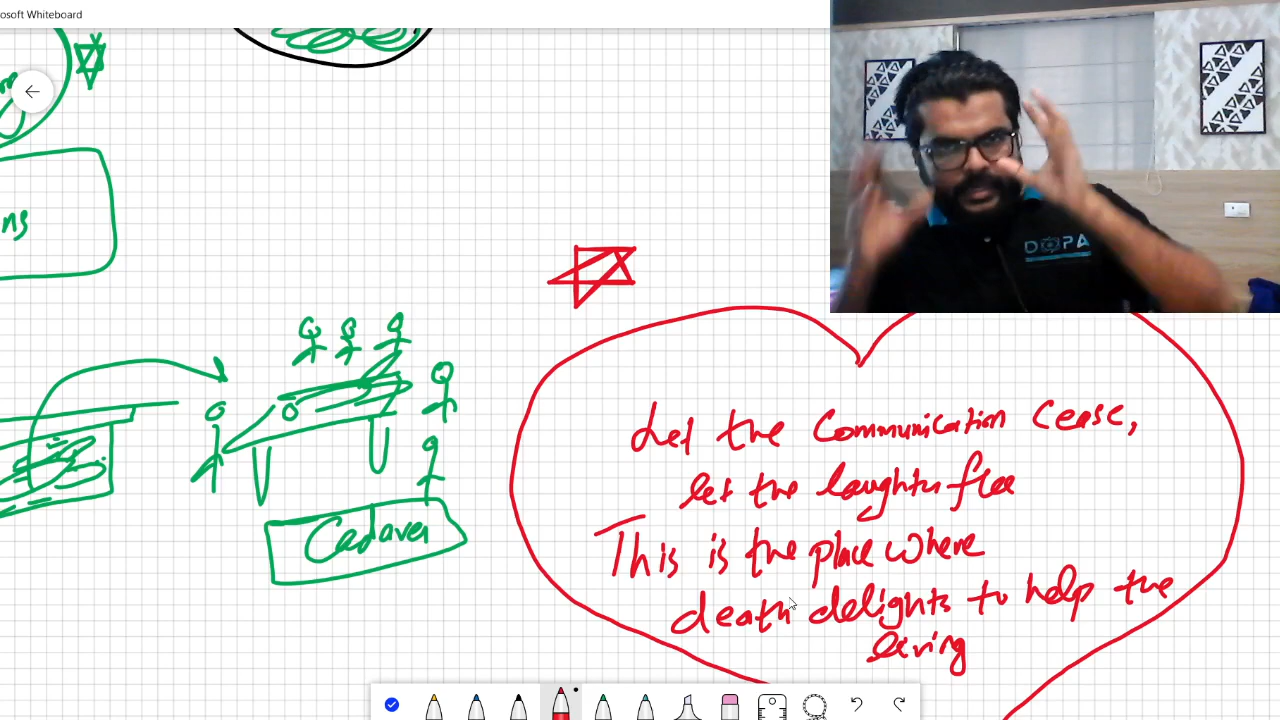 osoft Whiteboard
ns
DOPA
Cadaver
Let the Communication Cease,
let the laughter flee
This is the place where
death delights to help the
living